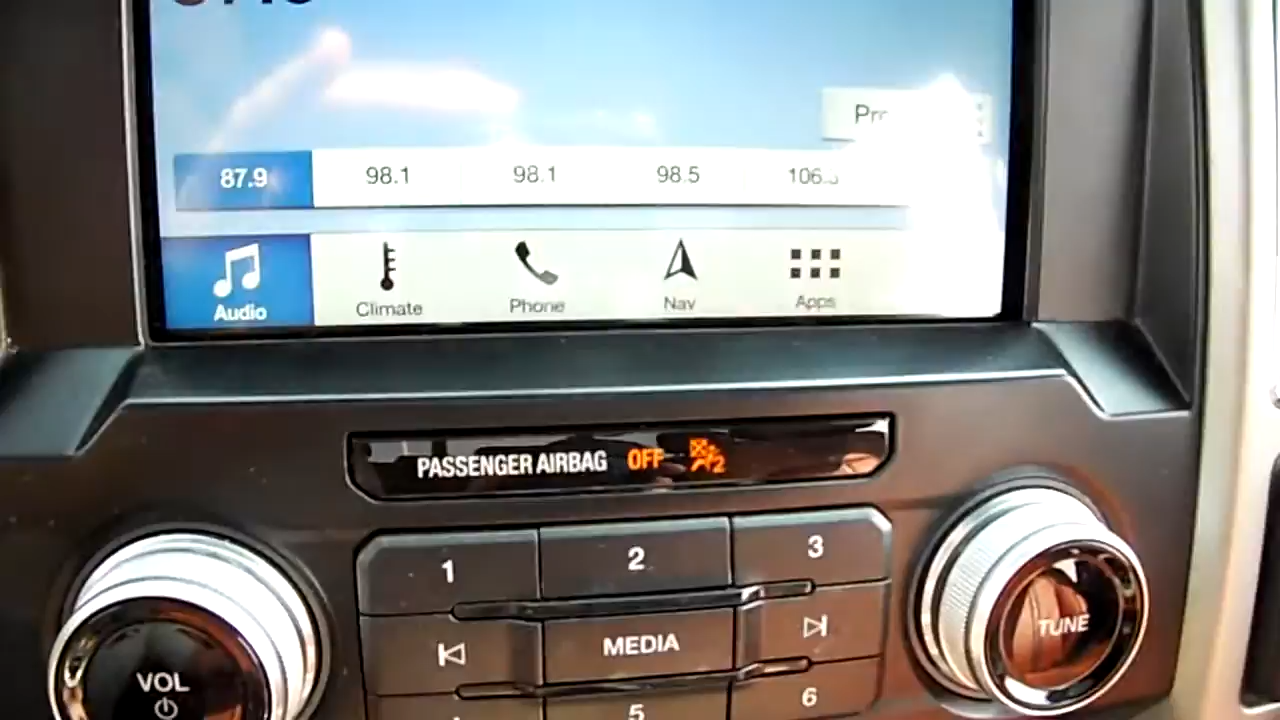 87.9 98.1 98.1 98.5
Audio Climate Phone Nav Apps
PASSENGER AIRBAG OFF 2
1 2 3
MEDIA
VOL TUNE
5 6